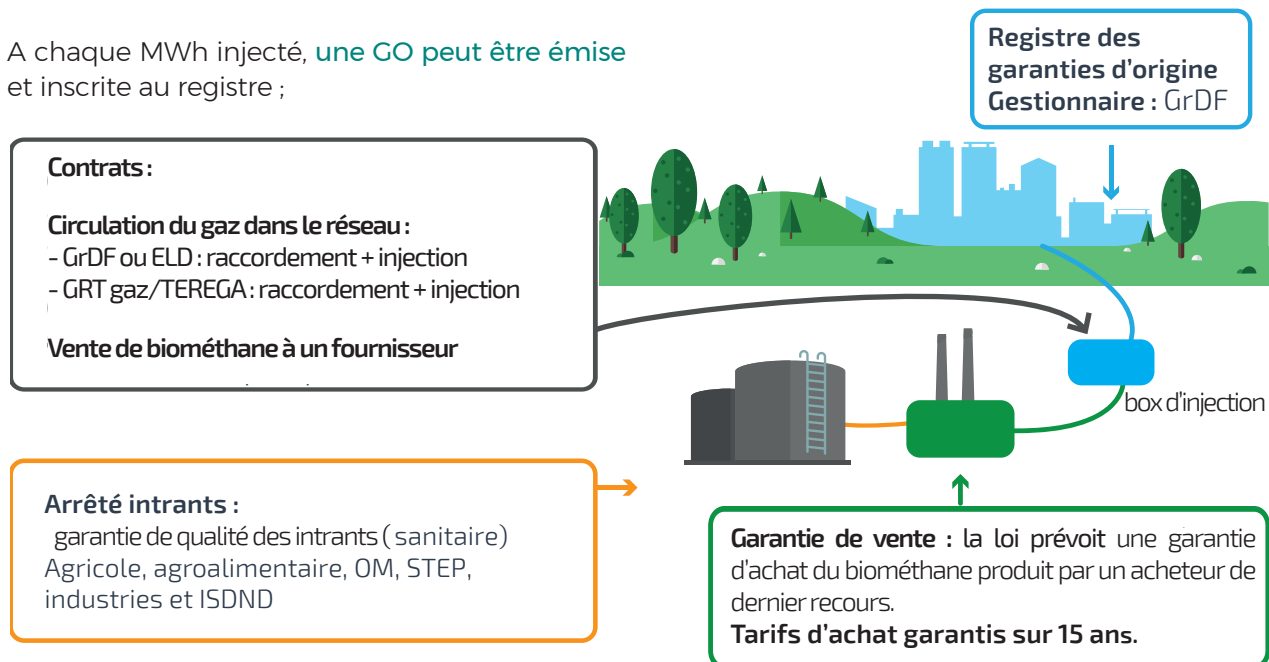 A chaque MWh injecté, une GO peut être émise
et inscrite au registre ;
Registre des
garanties d'origine
Gestionnaire : GrDF
Contrats :
Circulation du gaz dans le réseau :
- GrDF ou ELD : raccordement + injection
- GRT gaz/TEREGA : raccordement + injection
Vente de biométhane à un fournisseur
box d'injection
Arrêté intrants :
garantie de qualité des intrants ( sanitaire)
Agricole, agroalimentaire, OM, STEP,
industries et ISDND
Garantie de vente : la loi prévoit une garantie
d'achat du biométhane produit par un acheteur de
dernier recours.
Tarifs d'achat garantis sur 15 ans.